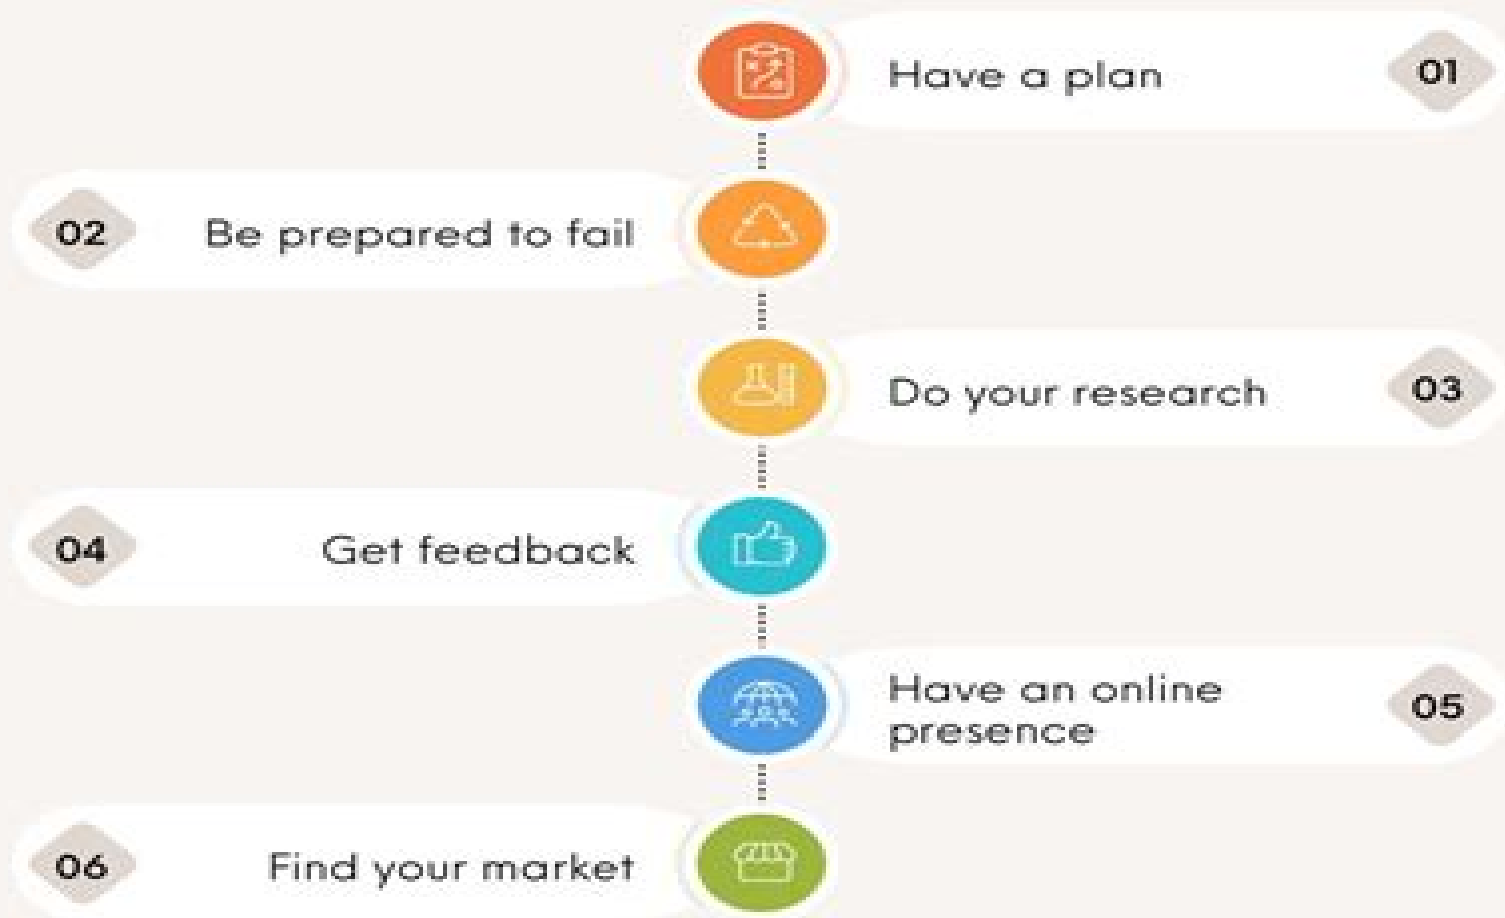 Have a plan
01
02
Be prepared to fail
Do your research
03
04
Get feedback
Have an online
presence
05
06
Find your market